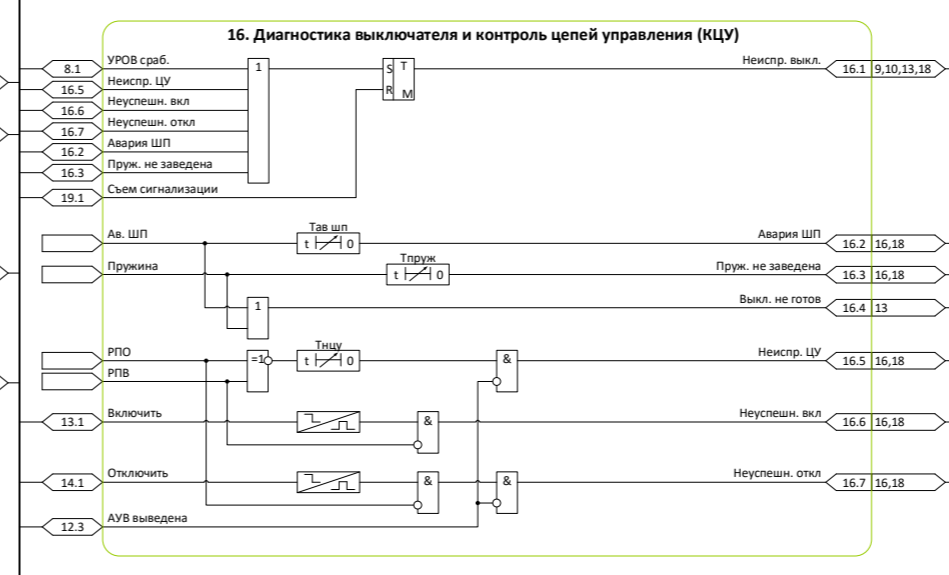 16. Диагностика выключателя и контроль цепей управления (КЦУ)
8.1 УРОВ сраб. 1 S T Неиспр. выкл. 16.1 9,10,13,18
16.5 Неиспр. ЦУ R M
16.6 Неуспешн. вкл
16.7 Неуспешн. откл
16.2 Авария ШП
16.3 Пруж. не заведена
19.1 Съем сигнализации
Ав. ШП Тав шп t 0 Авария ШП 16.2 16,18
Пружина Тпруж t 0 Пруж. не заведена 16.3 16,18
1 Выкл. не готов 16.4 13
РПО =1 Тнцу t 0 & Неиспр. ЦУ 16.5 16,18
РПВ
13.1 Включить & Неуспешн. вкл 16.6 16,18
14.1 Отключить & & Неуспешн. откл 16.7 16,18
12.3 АУВ выведена